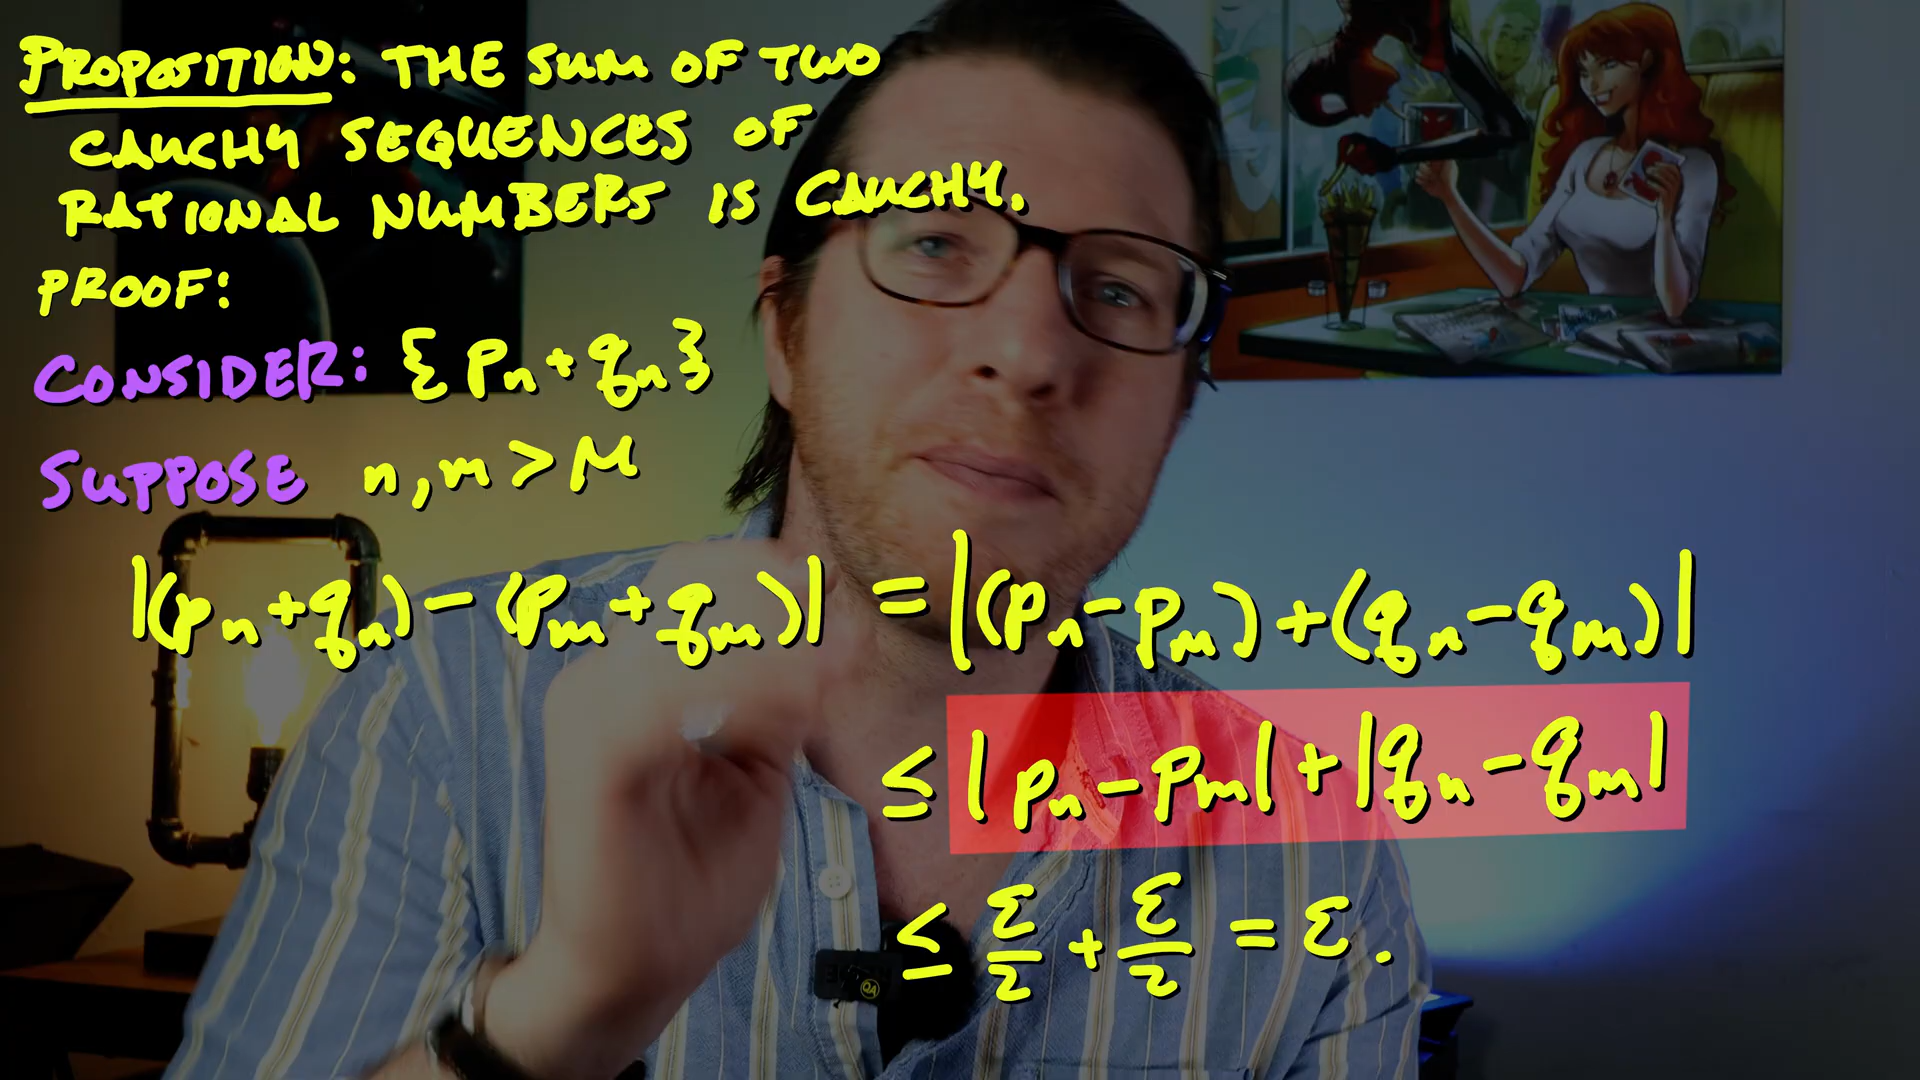 PROPOSITION: THE SUM OF TWO
CAUCHY SEQUENCES OF
RATIONAL NUMBERS IS CAUCHY.
PROOF:
CONSIDER: {pₙ + qₙ}
SUPPOSE n, m > M
|(pₙ + qₙ) − (pₘ + qₘ)| = |(pₙ − pₘ) + (qₙ − qₘ)|
≤ |pₙ − pₘ| + |qₙ − qₘ|
≤ ε/2 + ε/2 = ε.
QA